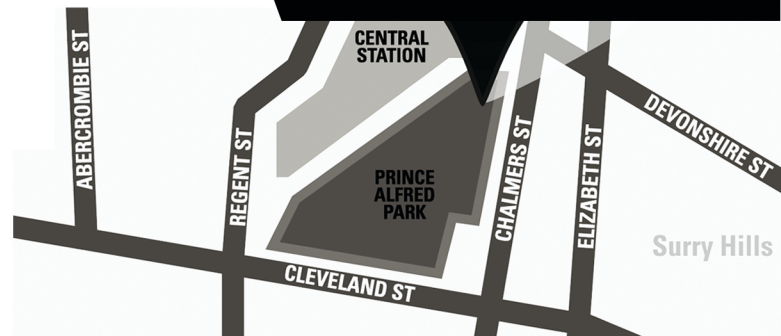 CENTRAL
STATION
ABERCROMBIE ST
REGENT ST
PRINCE
ALFRED
PARK
CHALMERS ST
ELIZABETH ST
DEVONSHIRE ST
Surry Hills
CLEVELAND ST